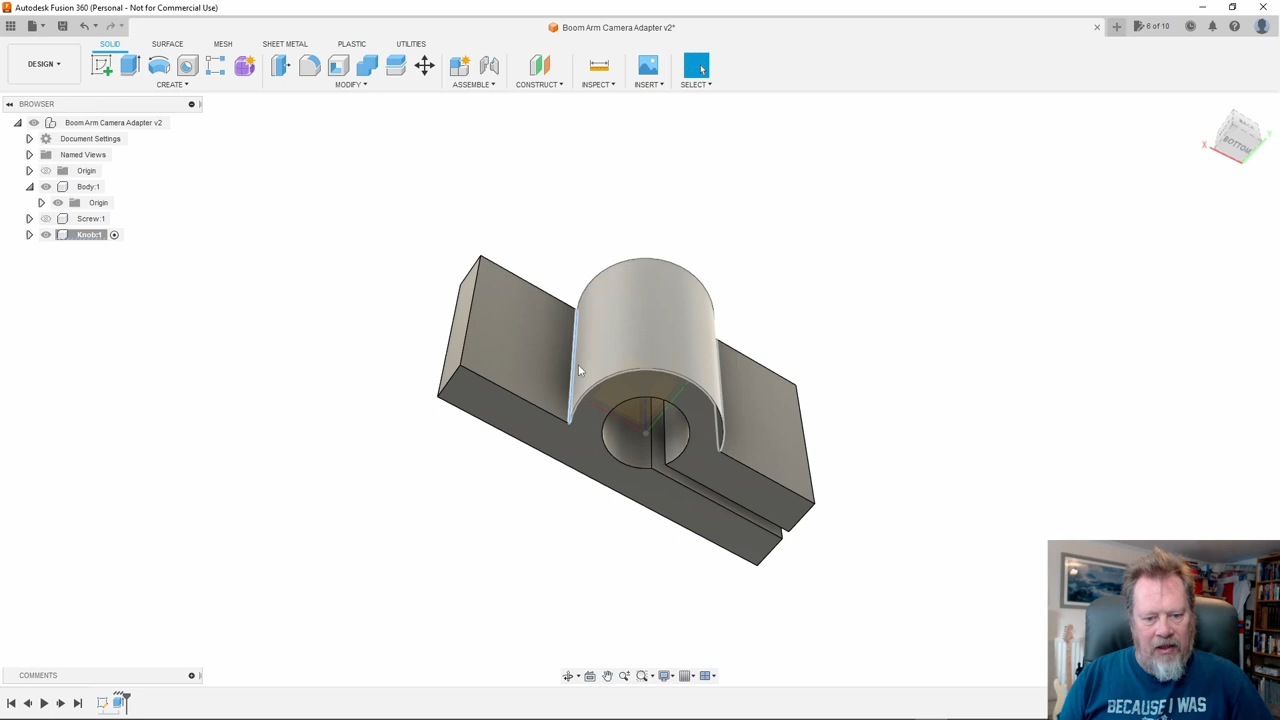 Autodesk Fusion 360 (Personal - Not for Commercial Use)
Boom Arm Camera Adapter v2*
6 of 10
SOLID
SURFACE
MESH
SHEET METAL
PLASTIC
UTILITIES
DESIGN
CREATE
MODIFY
ASSEMBLE
CONSTRUCT
INSPECT
INSERT
SELECT
BROWSER
Boom Arm Camera Adapter v2
Document Settings
Named Views
Origin
Body:1
Origin
Screw:1
Knob:1
BACK
BOTTOM
X
Y
COMMENTS
BECAUSE I WAS